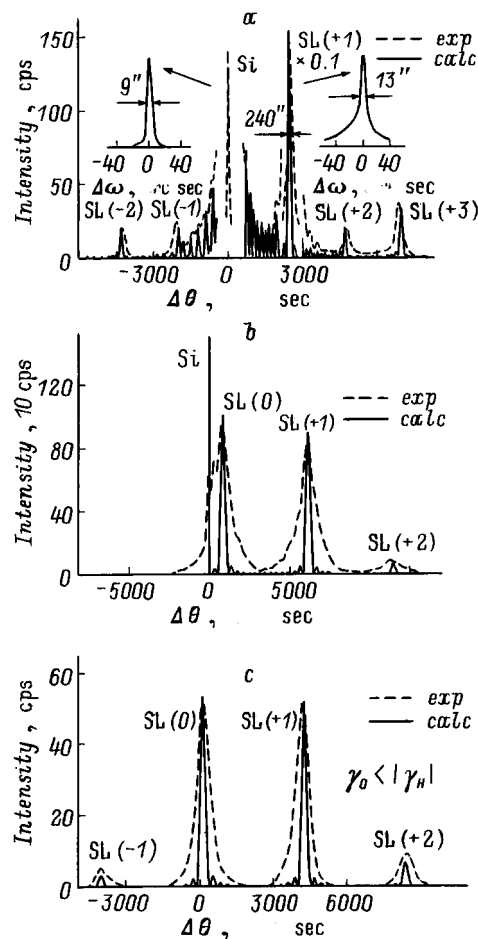 a
Intensity, cps
150
100
50
0
9"
-40 0 40
Δω, sec
Si
SL(+1)
× 0.1
exp
calc
240"
13"
-40 0 40
Δω, sec
SL(-2)
SL(-1)
SL(+2)
SL(+3)
-3000 0 3000
Δθ, sec
b
Intensity, 10 cps
120
80
40
0
Si
SL(0)
SL(+1)
SL(+2)
exp
calc
-5000 0 5000
Δθ, sec
c
Intensity, cps
60
40
20
0
SL(-1)
SL(0)
SL(+1)
SL(+2)
exp
calc
γ₀ < |γ_H|
-3000 0 3000 6000
Δθ, sec